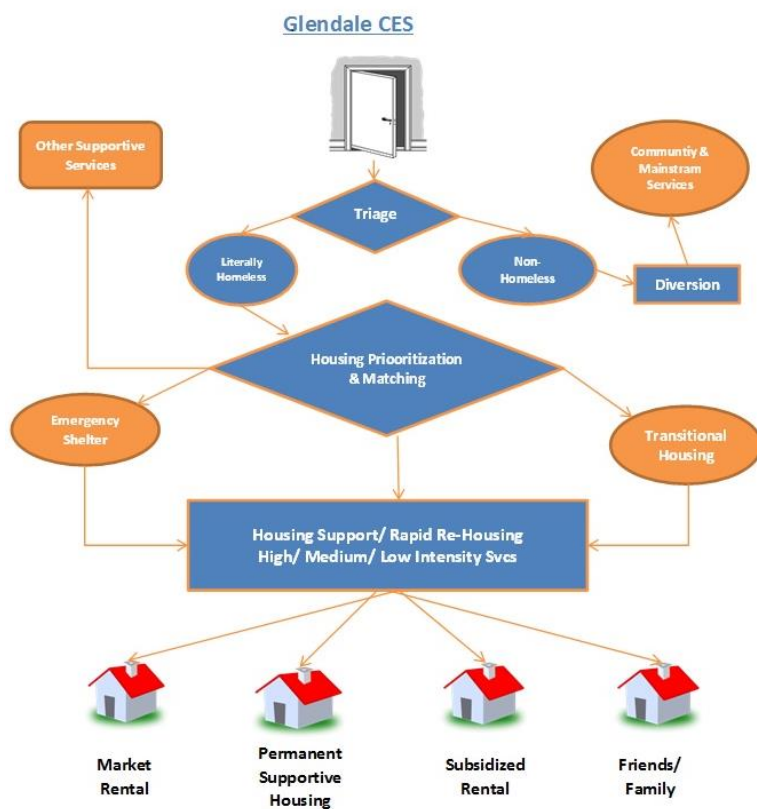 Glendale CES
Other Supportive
Services
Communtiy &
Mainstram
Services
Triage
Literally
Homeless
Non-
Homeless
Diversion
Housing Priooritization
& Matching
Emergency
Shelter
Transitional
Housing
Housing Support/ Rapid Re-Housing
High/ Medium/ Low Intensity Svcs
Market
Rental
Permanent
Supportive
Housing
Subsidized
Rental
Friends/
Family